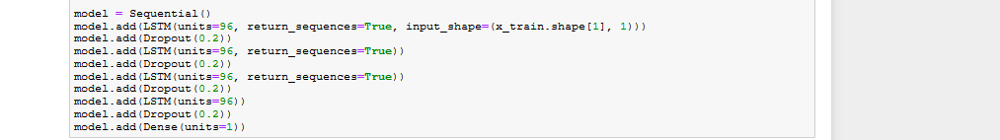 model = Sequential()
model.add(LSTM(units=96, return_sequences=True, input_shape=(x_train.shape[1], 1)))
model.add(Dropout(0.2))
model.add(LSTM(units=96, return_sequences=True))
model.add(Dropout(0.2))
model.add(LSTM(units=96, return_sequences=True))
model.add(Dropout(0.2))
model.add(LSTM(units=96))
model.add(Dropout(0.2))
model.add(Dense(units=1))